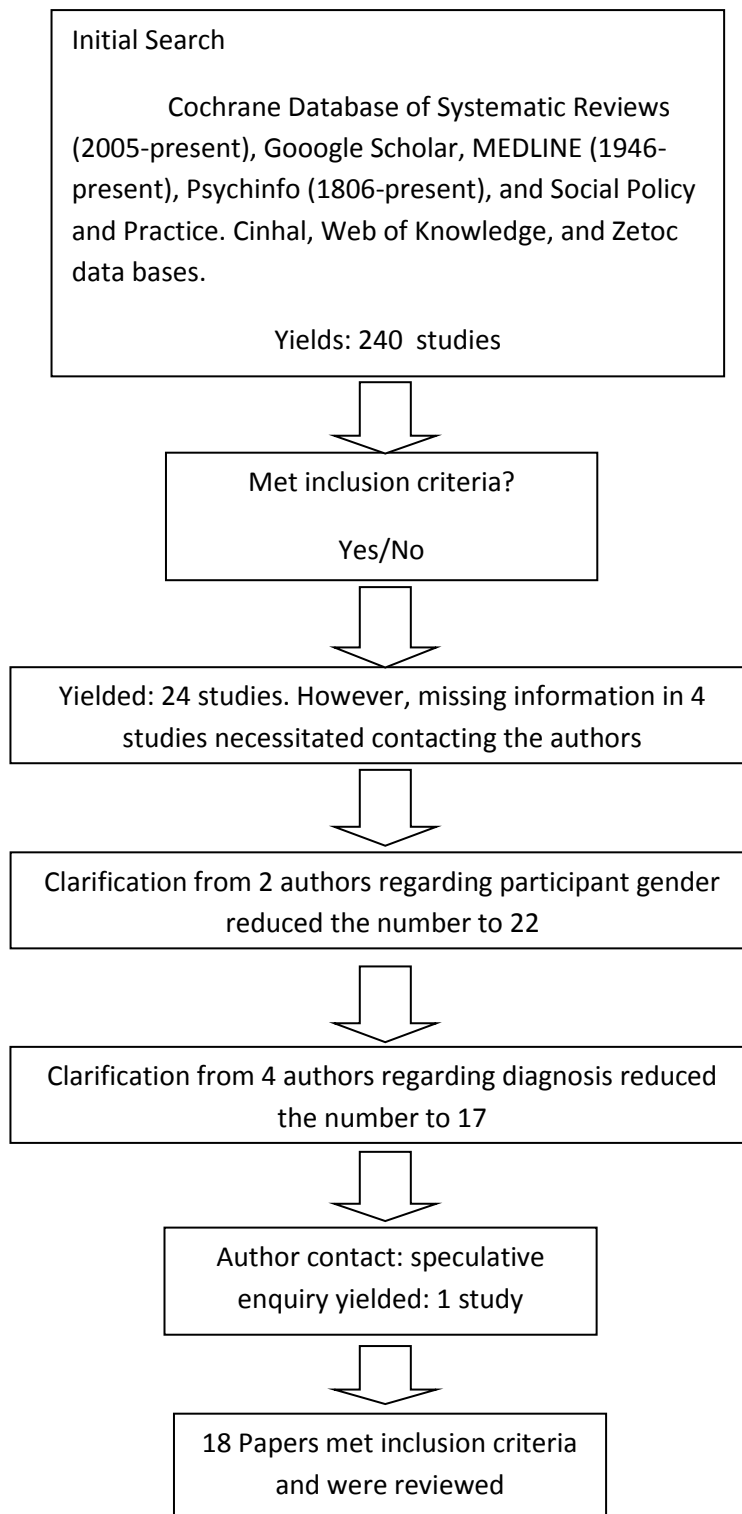 Initial Search
Cochrane Database of Systematic Reviews
(2005-present), Gooogle Scholar, MEDLINE (1946-
present), Psychinfo (1806-present), and Social Policy
and Practice. Cinhal, Web of Knowledge, and Zetoc
data bases.
Yields: 240 studies
Met inclusion criteria?
Yes/No
Yielded: 24 studies. However, missing information in 4
studies necessitated contacting the authors
Clarification from 2 authors regarding participant gender
reduced the number to 22
Clarification from 4 authors regarding diagnosis reduced
the number to 17
Author contact: speculative
enquiry yielded: 1 study
18 Papers met inclusion criteria
and were reviewed